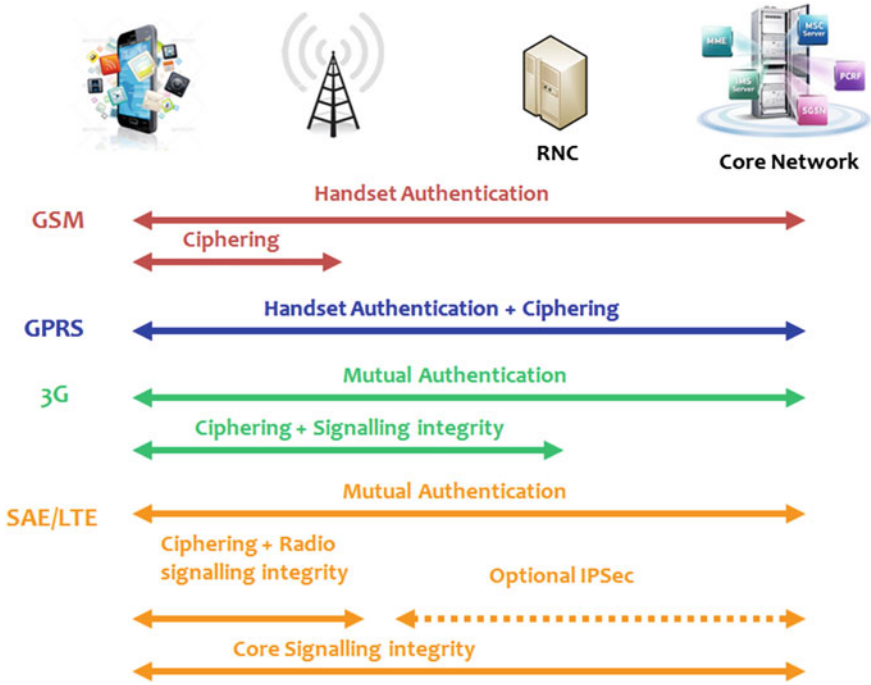 MME
MSC
Server
IMS
Server
PCRF
SGSN
RNC
Core Network
GSM
Handset Authentication
Ciphering
GPRS
Handset Authentication + Ciphering
3G
Mutual Authentication
Ciphering + Signalling integrity
SAE/LTE
Mutual Authentication
Ciphering + Radio
signalling integrity
Optional IPSec
Core Signalling integrity